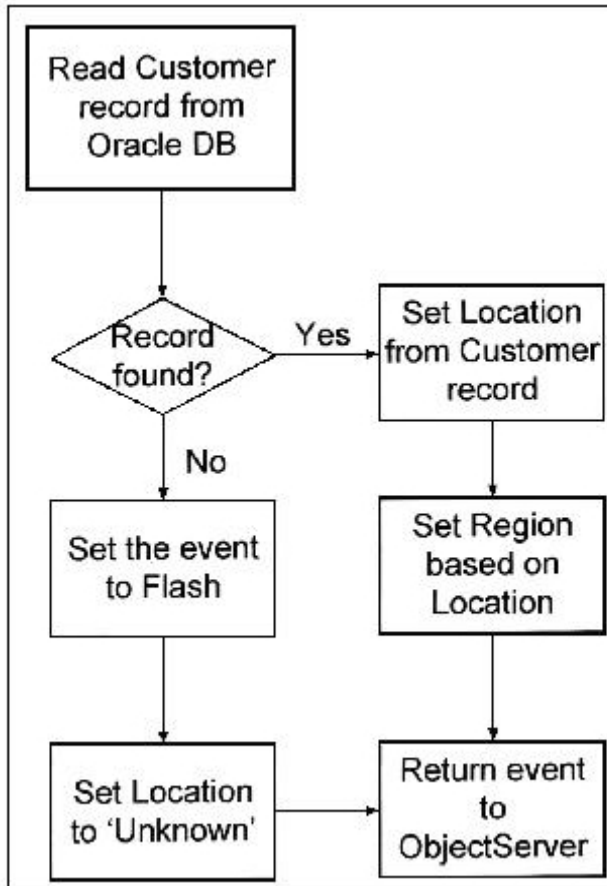 Read Customer
record from
Oracle DB
Record
found?
Yes
Set Location
from Customer
record
No
Set the event
to Flash
Set Region
based on
Location
Set Location
to ‘Unknown’
Return event
to
ObjectServer